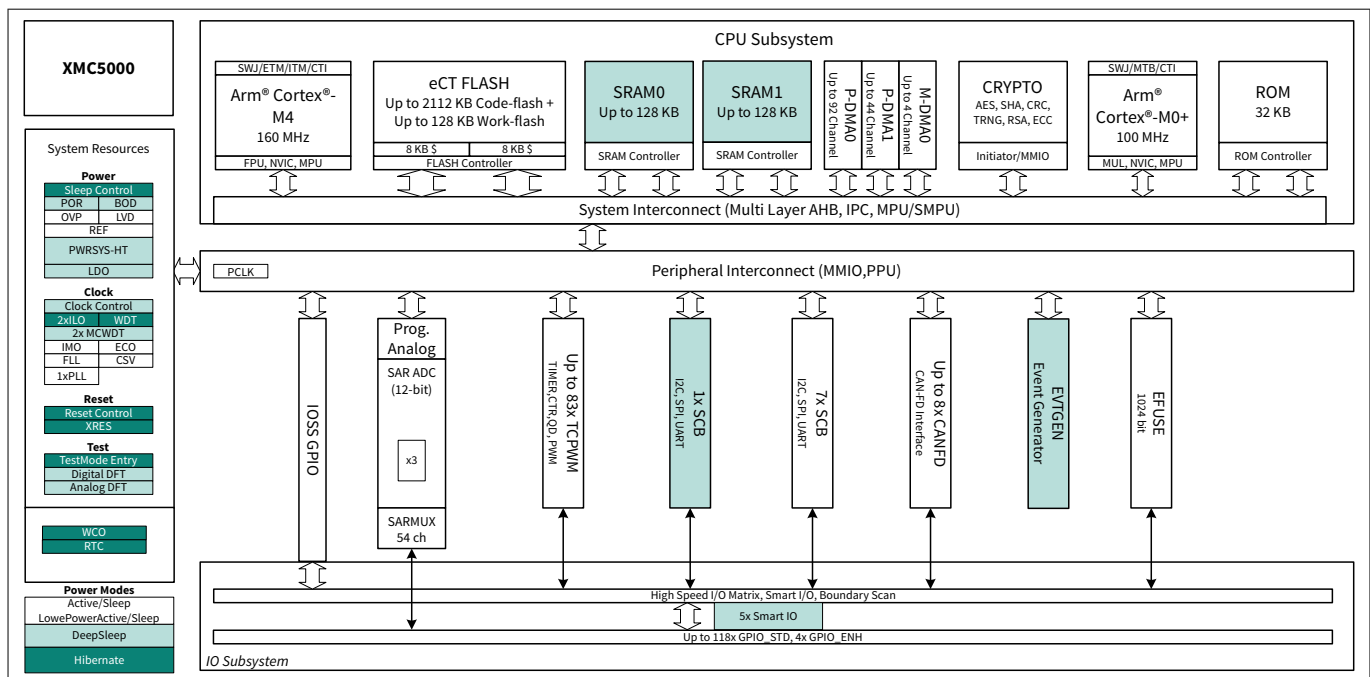 XMC5000
System Resources
Power
Sleep Control
POR
BOD
OVP
LVD
REF
PWRSYS-HT
LDO
Clock
Clock Control
2xILO
WDT
2x MCWDT
IMO
ECO
FLL
CSV
1xPLL
Reset
Reset Control
XRES
Test
TestMode Entry
Digital DFT
Analog DFT
WCO
RTC
Power Modes
Active/Sleep
LowePowerActive/Sleep
DeepSleep
Hibernate
CPU Subsystem
SWJ/ETM/ITM/CTI
Arm® Cortex®-
M4
160 MHz
FPU, NVIC, MPU
eCT FLASH
Up to 2112 KB Code-flash +
Up to 128 KB Work-flash
8 KB $
8 KB $
FLASH Controller
SRAM0
Up to 128 KB
SRAM Controller
SRAM1
Up to 128 KB
SRAM Controller
P-DMA0
Up to 92 Channel
P-DMA1
Up to 44 Channel
M-DMA0
Up to 4 Channel
CRYPTO
AES, SHA, CRC,
TRNG, RSA, ECC
Initiator/MMIO
SWJ/MTB/CTI
Arm®
Cortex®-M0+
100 MHz
MUL, NVIC, MPU
ROM
32 KB
ROM Controller
System Interconnect (Multi Layer AHB, IPC, MPU/SMPU)
PCLK
Peripheral Interconnect (MMIO,PPU)
IOSS GPIO
Prog.
Analog
SAR ADC
(12-bit)
x3
SARMUX
54 ch
Up to 83x TCPWM
TIMER,CTR,QD, PWM
1x SCB
I2C, SPI, UART
7x SCB
I2C, SPI, UART
Up to 8x CANFD
CAN-FD Interface
EVTGEN
Event Generator
EFUSE
1024 bit
High Speed I/O Matrix, Smart I/O, Boundary Scan
5x Smart IO
Up to 118x GPIO_STD, 4x GPIO_ENH
IO Subsystem